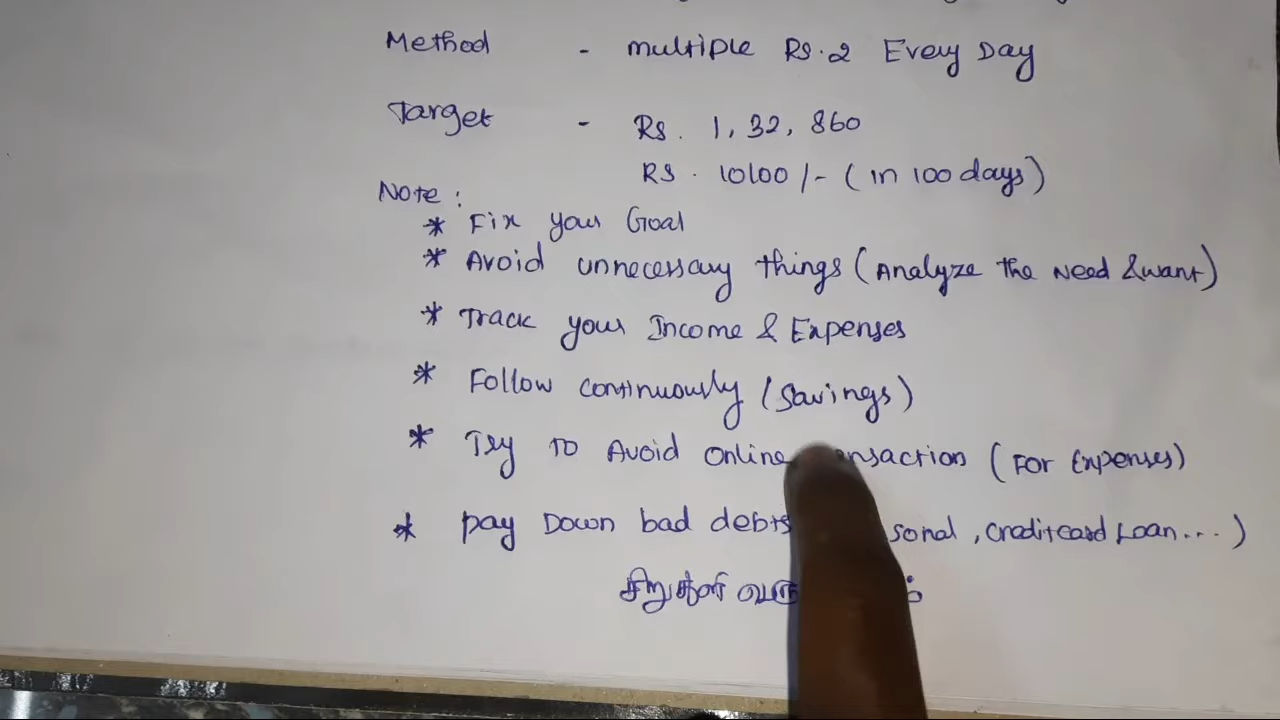 Method - multiple Rs.2 Every Day
Target - Rs. 1,32,860
Rs. 10100/- (in 100 days)
Note:
* Fix your Goal
* Avoid unnecessary things (Analyze the Need & want)
* Track your Income & Expenses
* Follow continuously (Savings)
* Try To Avoid Online (For Expenses)
* Pay Down bad debts , creditcard Loan...)
சிறுதுளி